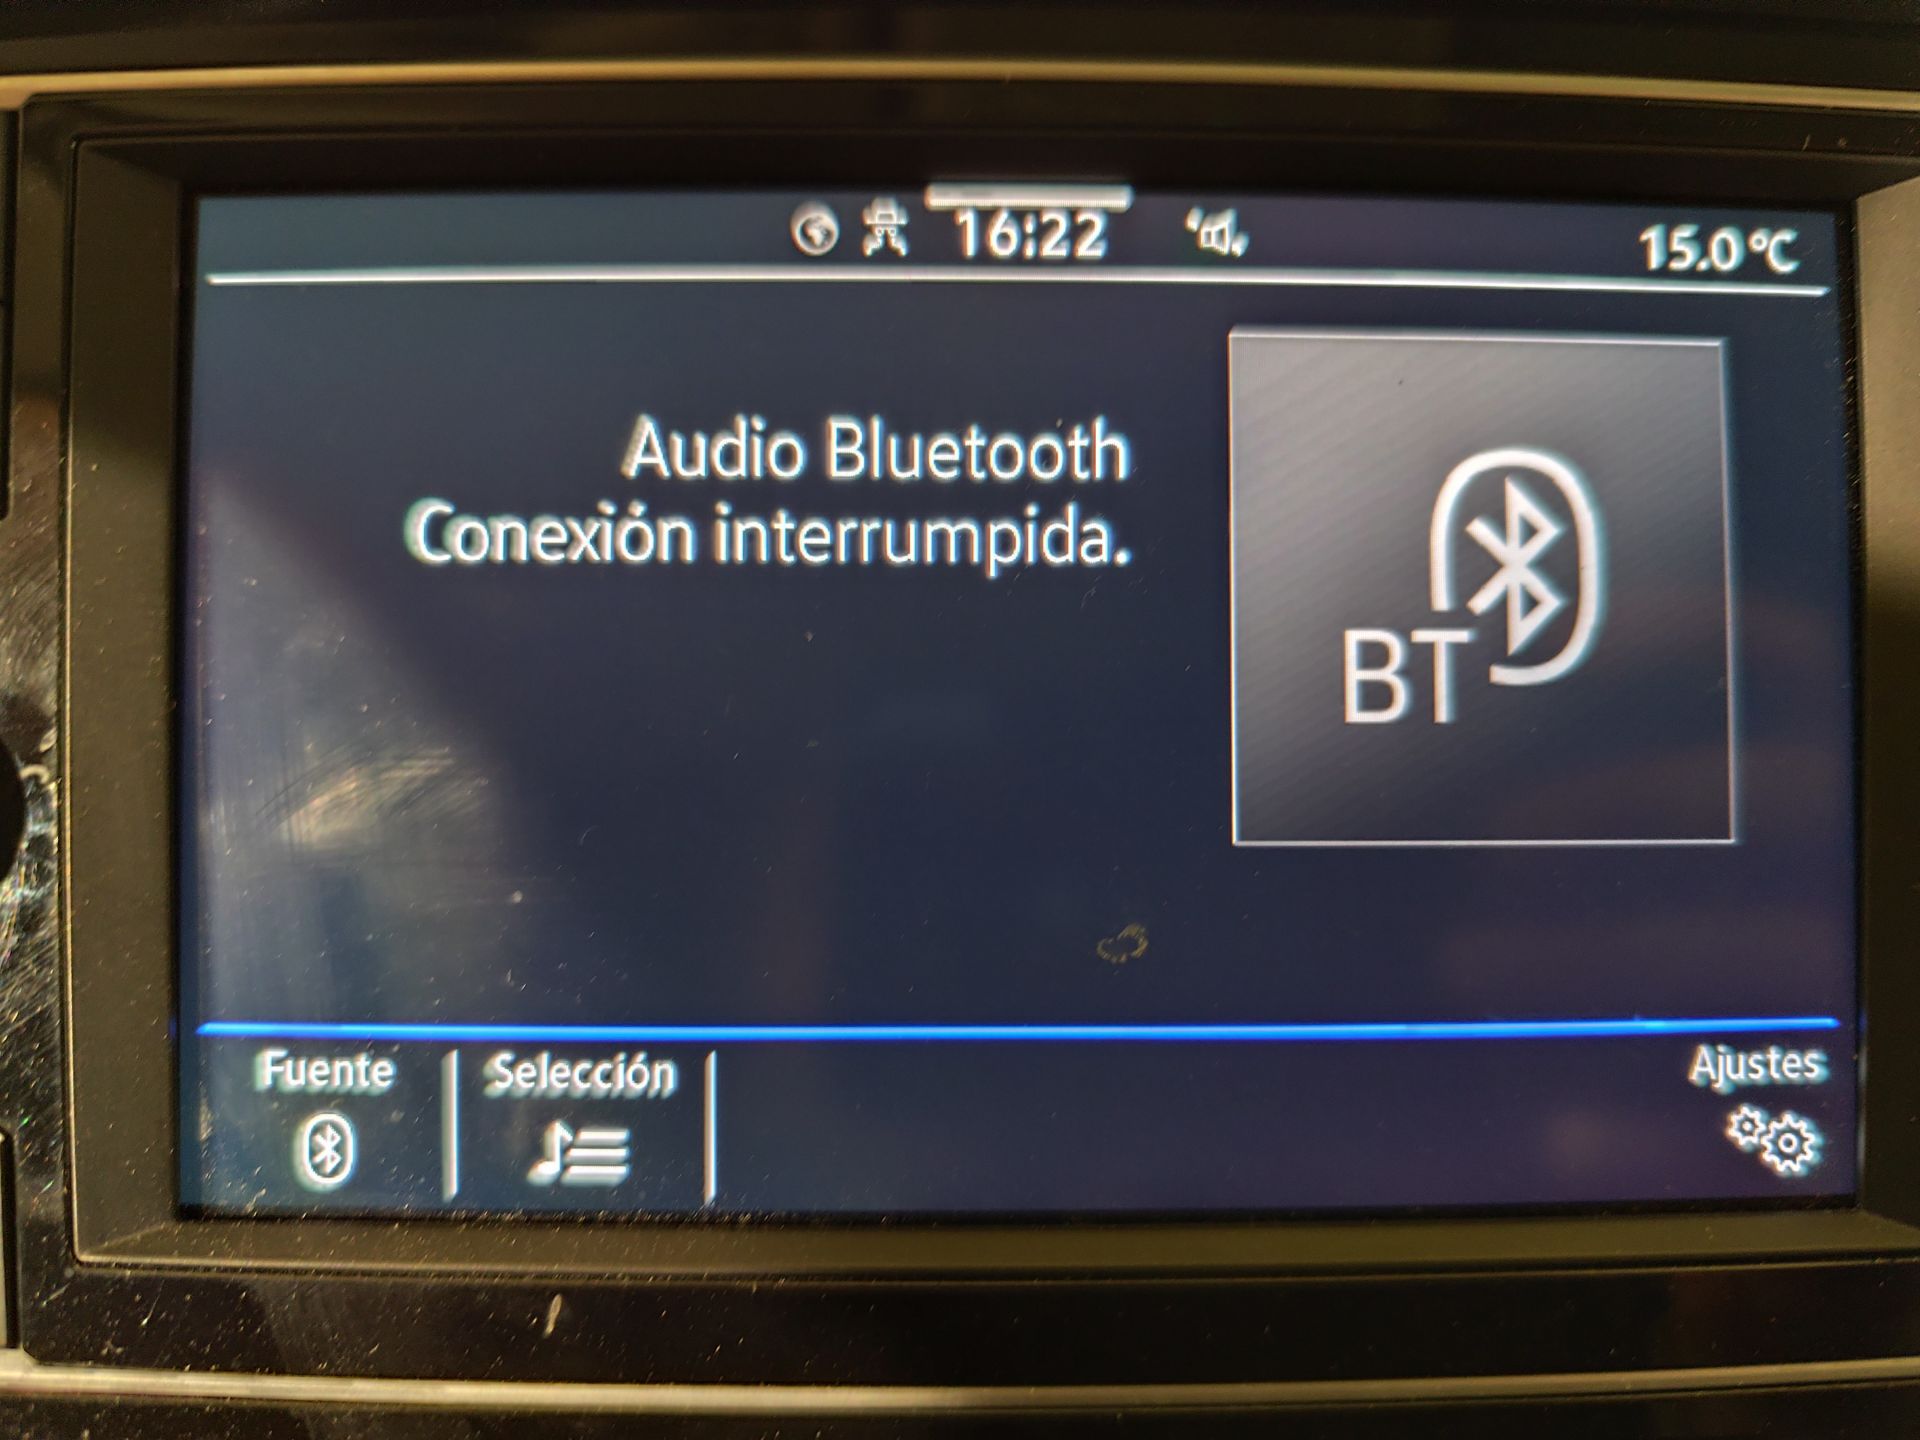 16:22
15.0°C
Audio Bluetooth
Conexión interrumpida.
BT
Fuente
Selección
Ajustes